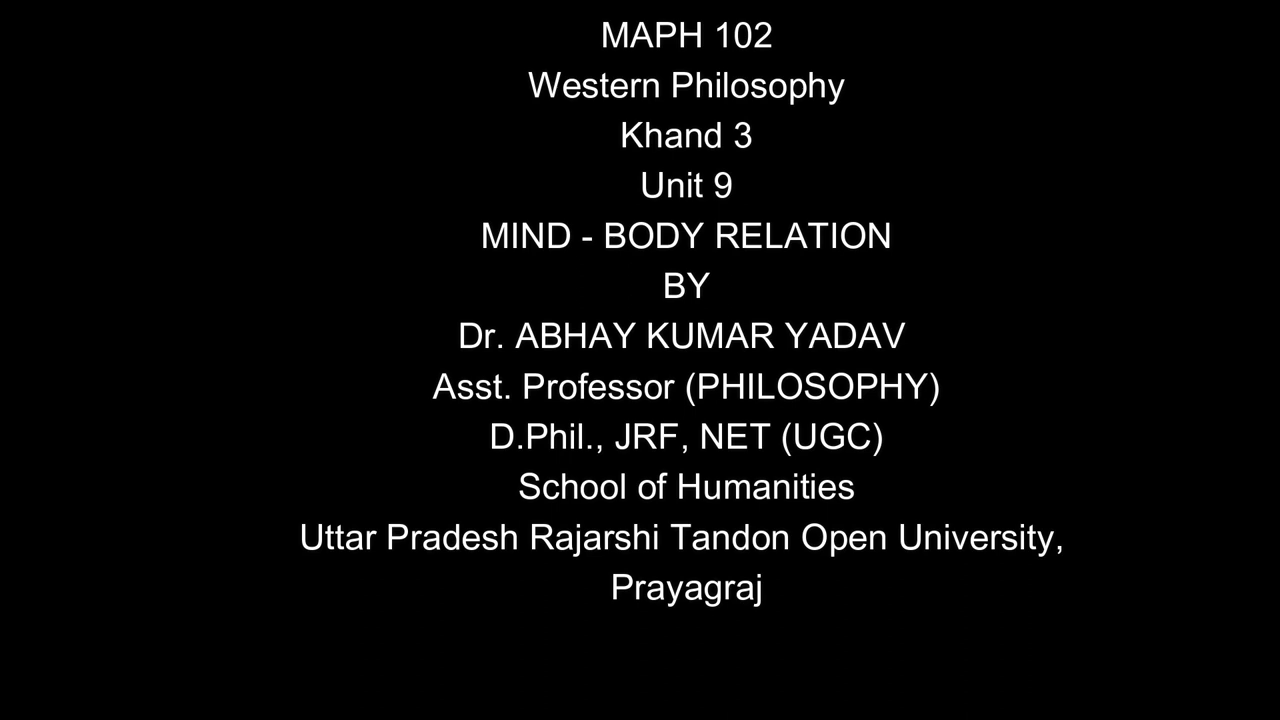 MAPH 102
Western Philosophy
Khand 3
Unit 9
MIND - BODY RELATION
BY
Dr. ABHAY KUMAR YADAV
Asst. Professor (PHILOSOPHY)
D.Phil., JRF, NET (UGC)
School of Humanities
Uttar Pradesh Rajarshi Tandon Open University,
Prayagraj